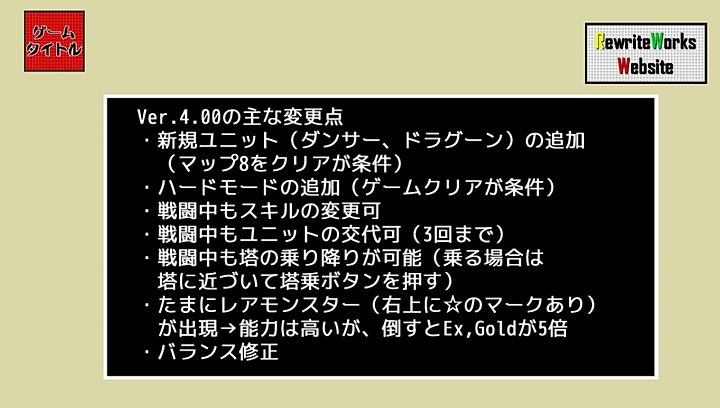 ゲーム
タイトル
RewriteWorks
Website
Ver.4.00の主な変更点
・新規ユニット（ダンサー、ドラグーン）の追加
（マップ8をクリアが条件）
・ハードモードの追加（ゲームクリアが条件）
・戦闘中もスキルの変更可
・戦闘中もユニットの交代可（3回まで）
・戦闘中も塔の乗り降りが可能（乗る場合は
塔に近づいて塔乗ボタンを押す）
・たまにレアモンスター（右上に☆のマークあり）
が出現→能力は高いが、倒すとEx,Goldが5倍
・バランス修正